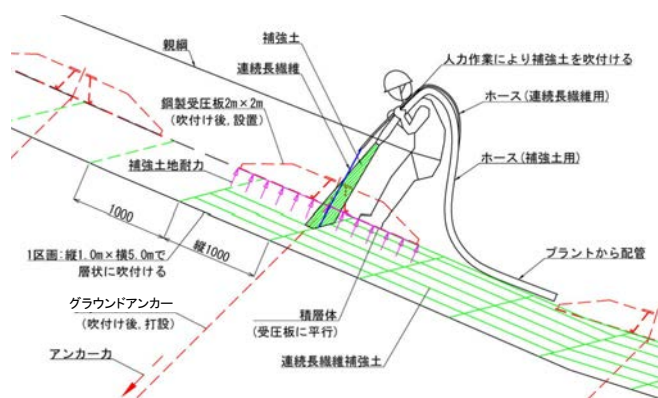 補強土
親綱
連続長繊維
人力作業により補強土を吹付ける
ホース(連続長繊維用)
鋼製受圧板2m×2m
(吹付け後,設置)
ホース(補強土用)
補強土地耐力
1000
縦1000
1区画:縦1.0m×横5.0mで
層状に吹付ける
プラントから配管
グラウンドアンカー
(吹付け後,打設)
積層体
(受圧板に平行)
アンカー力
連続長繊維補強土